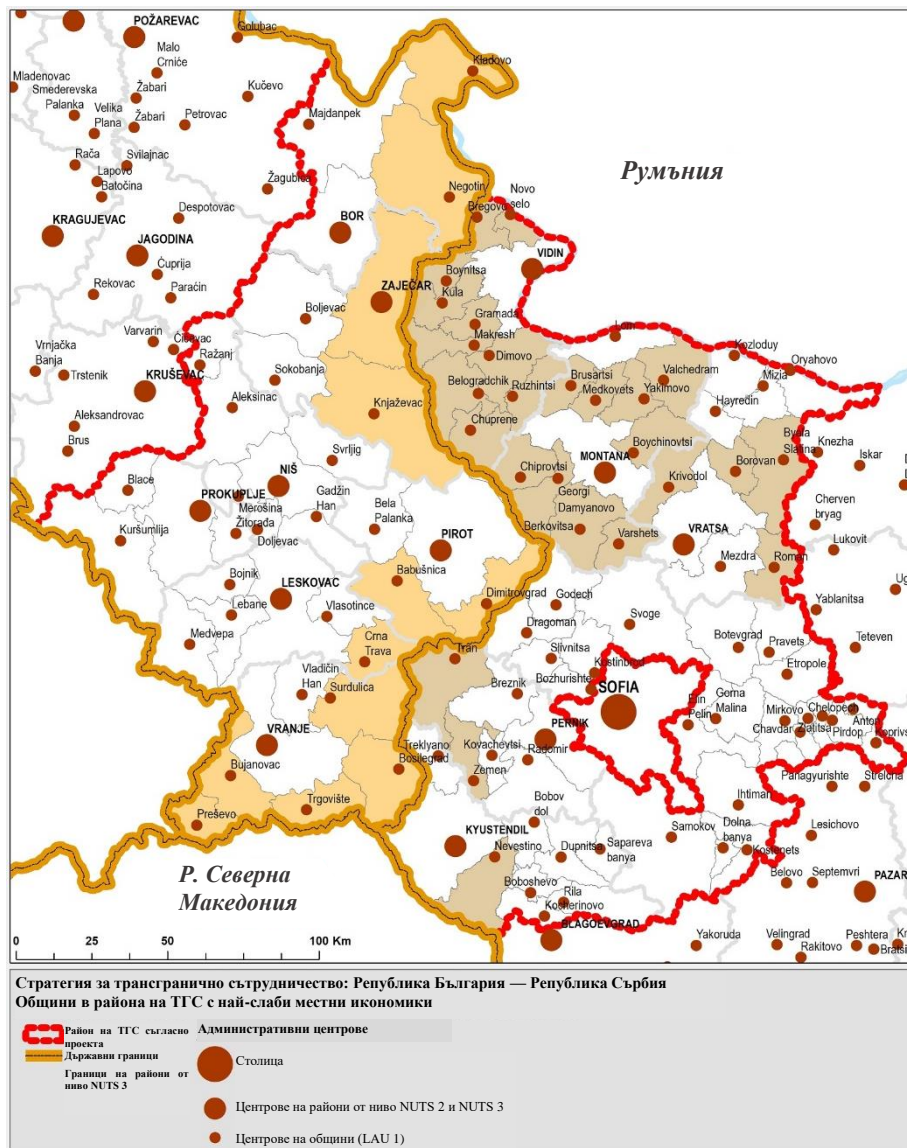 POŽAREVAC
Golubac
Malo
Crniće
Kladovo
Mladenovac
Smederevska
Palanka
Žabari
Kučevo
Velika
Plana
Žabari
Petrovac
Majdanpek
Rača
Svilajnac
Lapovo
Batočina
Žagubica
Румъния
Negotin
Novo
selo
Bregovo
Despotovac
BOR
KRAGUJEVAC
JAGODINA
VIDIN
Ćuprija
Boynitsa
ZAJEČAR
Kula
Rekovac
Paraćin
Boljevac
Gramada
Makresh
Lom
Varvarin
Ćićevac
Dimovo
Kozloduy
Vrnjačka
Banja
Ražanj
Oryahovo
Trstenik
Sokobanja
Belogradchik
Ruzhintsi
Brusartsi
Valchedram
Mizia
KRUŠEVAC
Medkovets
Yakimovo
Aleksinac
Knjaževac
Hayredin
Aleksandrovac
Chuprene
Byala
Slatina
Brus
Boychinovtsi
Knezha
Svrljig
MONTANA
Borovan
Iskar
Chiprovtsi
Krivodol
Blace
NIŠ
Georgi
Damyanovo
PROKUPLJE
Merošina
Gadžin
Han
Bela
Palanka
Cherven
bryag
Žitorađa
Berkovitsa
Varshets
VRATSA
Kuršumlija
Doljevac
PIROT
Lukovit
Mezdra
Roman
Bojnik
Babušnica
LESKOVAC
Dimitrovgrad
Godech
Lebane
Vlasotince
Svoge
Yablanitsa
Dragoman
Medveđa
Crna
Trava
Slivnitsa
Botevgrad
Pravets
Teteven
Tran
Kostinbrod
Vladičin
Han
Surdulica
Breznik
Bozhurishte
SOFIA
Etropole
Elin
Pelin
Gorna
Malina
VRANJE
PERNIK
Mirkovo
Chelopech
Treklyano
Kovachevtsi
Chavdar
Zlatitsa
Anton
Bosilegrad
Radomir
Pirdop
Bujanovac
Zemen
Panagyurishte
Strelcha
Ihtiman
Preševo
Trgovište
Bobov
dol
Samokov
Dolna
banya
Lesichovo
KYUSTENDIL
Nevestino
Dupnitsa
Sapareva
banya
Kostenets
Р. Северна
Македония
Belovo
Septemvri
Boboshevo
Rila
Kocherinovo
BLAGOEVGRAD
Yakoruda
Velingrad
Rakitovo
Peshtera
0 25 50 100 Km
Стратегия за трансгранично сътрудничество: Република България — Република Сърбия
Общини в района на ТГС с най-слаби местни икономики
Район на ТГС съгласно
проекта
Държавни граници
Граници на райони от
ниво NUTS 3
Административни центрове
Столица
Центрове на райони от ниво NUTS 2 и NUTS 3
Центрове на общини (LAU 1)